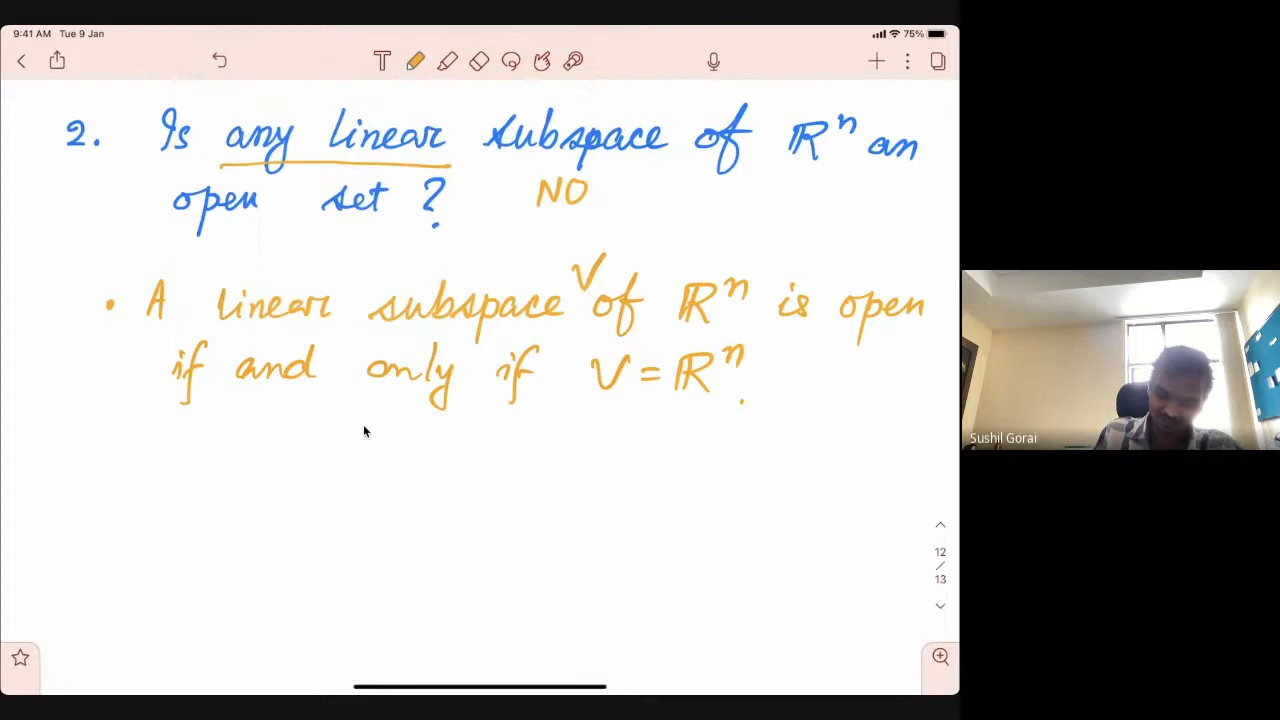 9:41 AM Tue 9 Jan
75%
T
2. Is any linear subspace of ℝⁿ an
open set? NO
• A linear subspace V of ℝⁿ is open
if and only if V = ℝⁿ.
Sushil Gorai
12
/
13